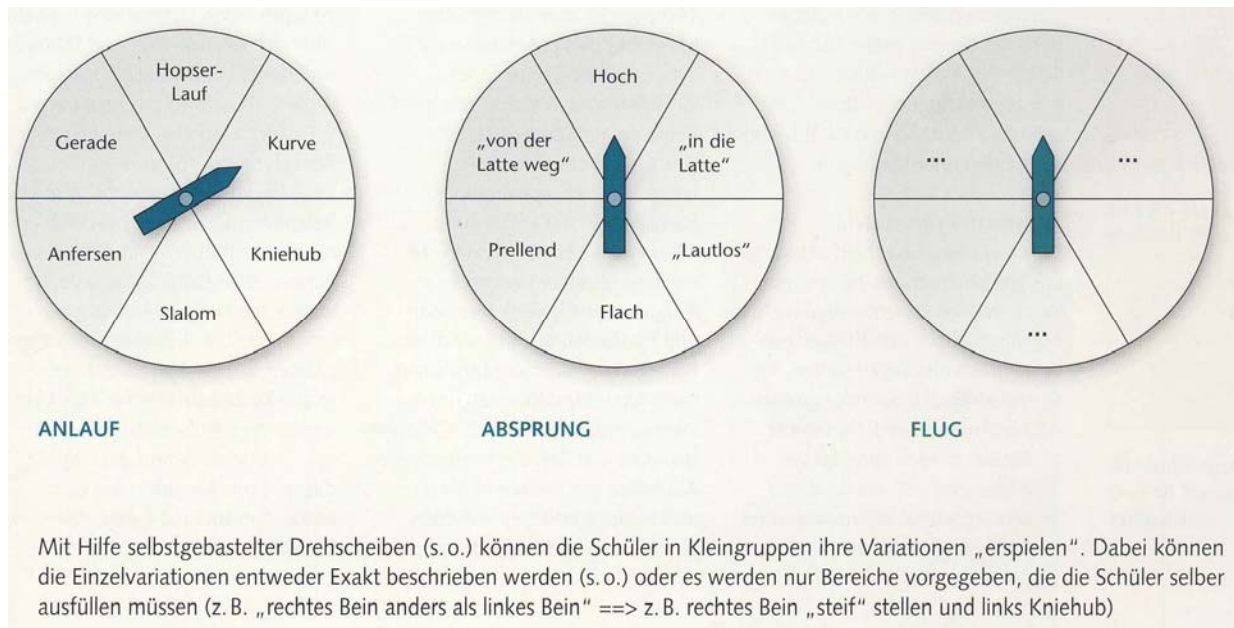 Hopser-
Lauf
Gerade
Kurve
Anfersen
Kniehub
Slalom
ANLAUF
Hoch
„von der
Latte weg“
„in die
Latte“
Prellend
„Lautlos“
Flach
ABSPRUNG
...
...
...
FLUG
Mit Hilfe selbstgebastelter Drehscheiben (s. o.) können die Schüler in Kleingruppen ihre Variationen „erspielen“. Dabei können
die Einzelvariationen entweder Exakt beschrieben werden (s. o.) oder es werden nur Bereiche vorgegeben, die die Schüler selber
ausfüllen müssen (z. B. „rechtes Bein anders als linkes Bein“ ==> z. B. rechtes Bein „steif“ stellen und links Kniehub)